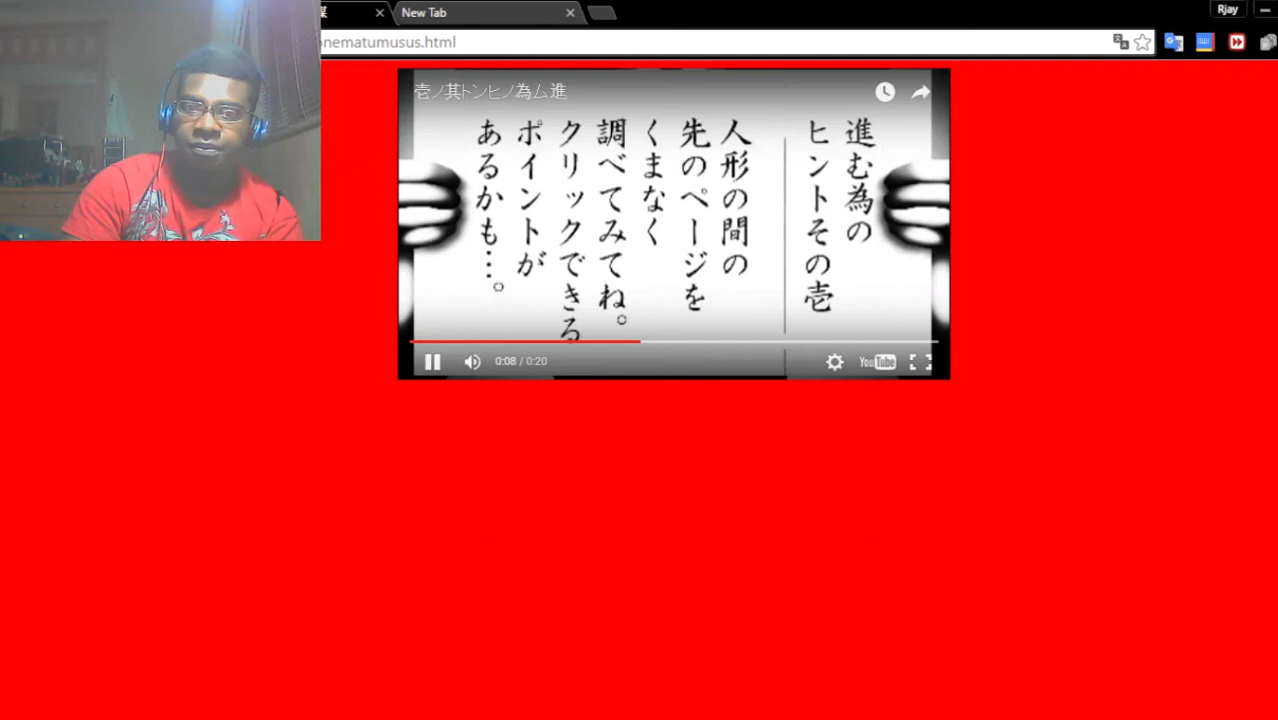 New Tab
Rjay
onematumusus.html
壱ノ其トンヒノ為ム進
進む為の
ヒントその壱
人形の間の
先のページを
くまなく
調べてみてね。
クリックできる
ポイントが
あるかも…。
0:08 / 0:20
YouTube